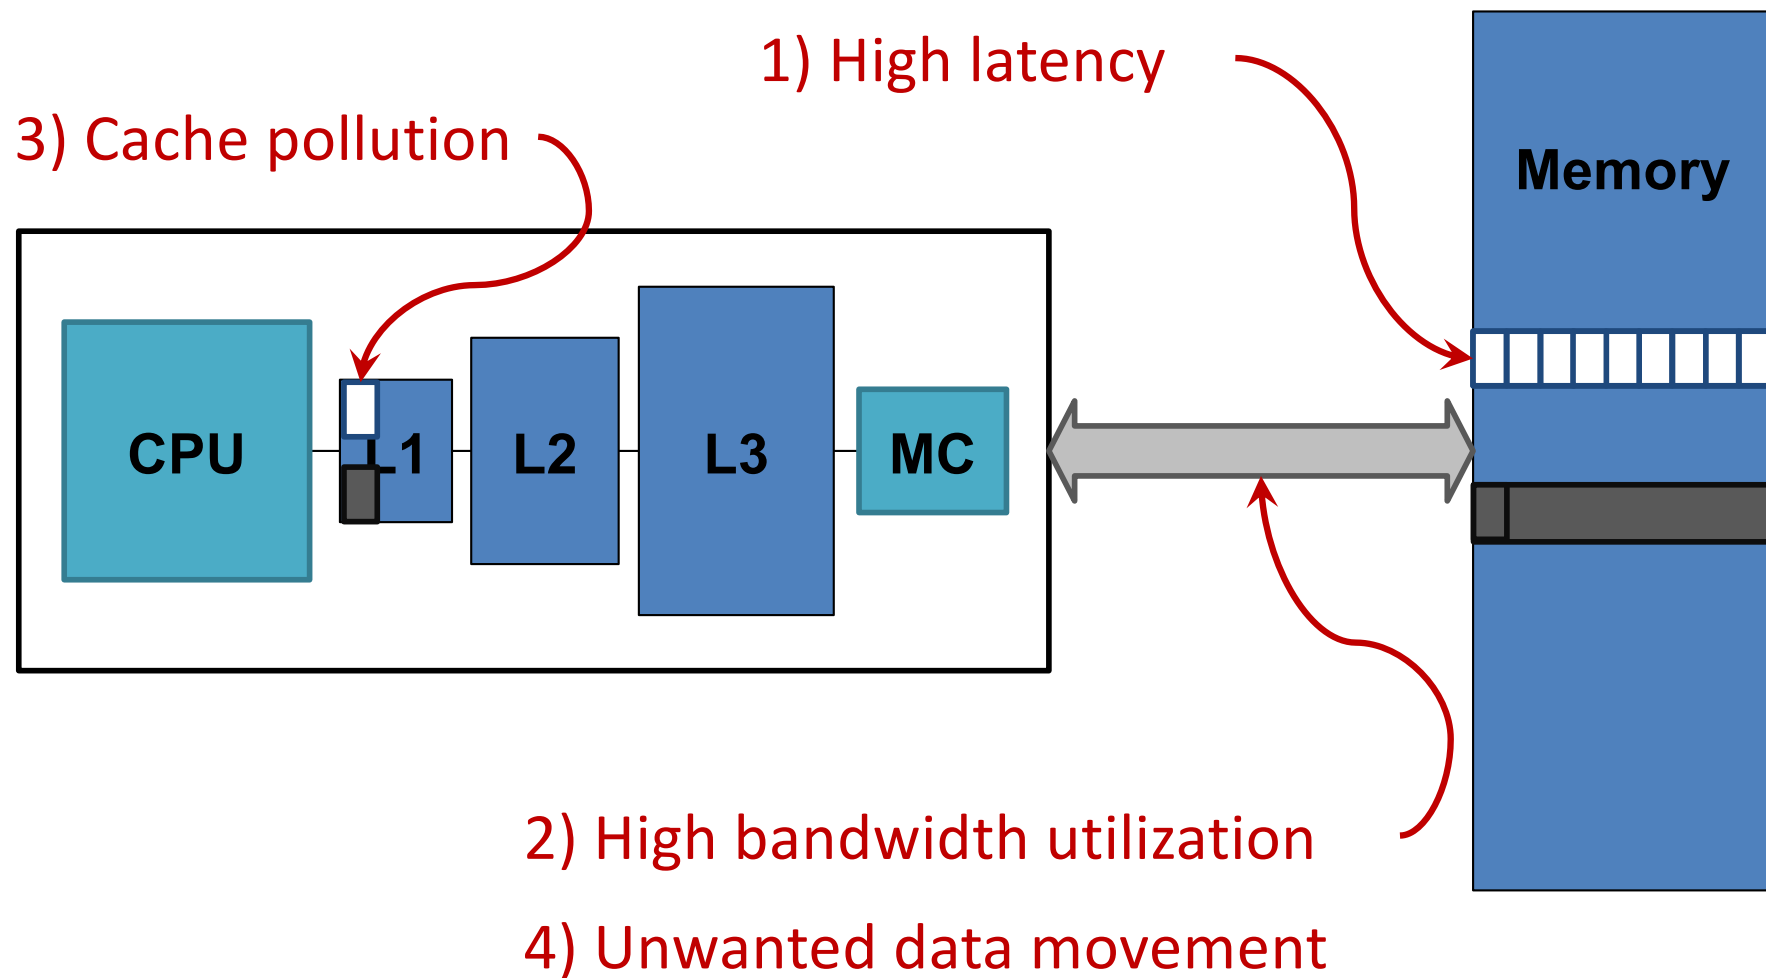 1) High latency
3) Cache pollution
Memory
CPU
L1
L2
L3
MC
2) High bandwidth utilization
4) Unwanted data movement